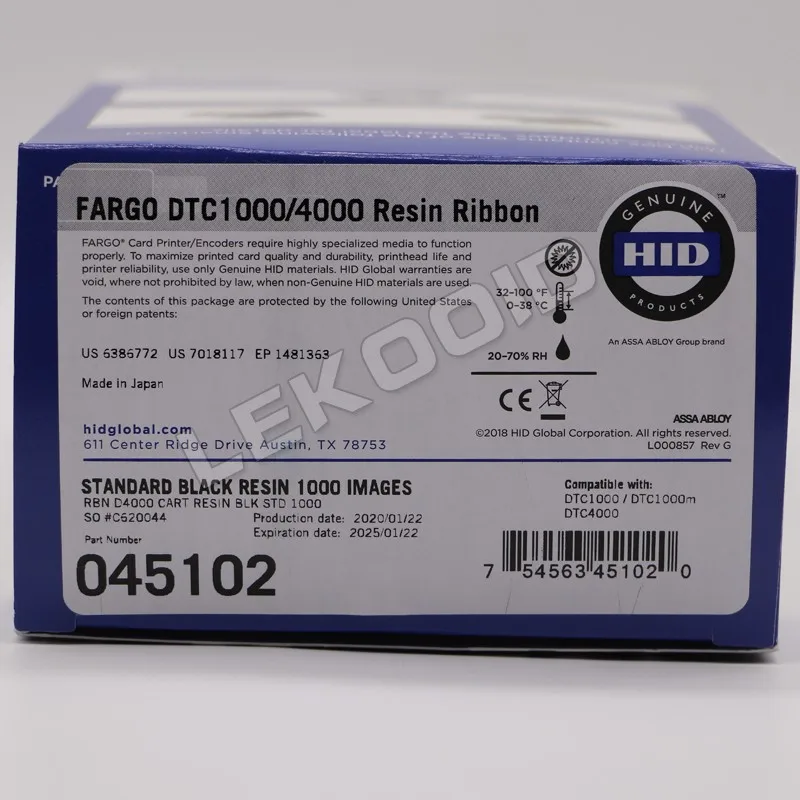 PA
FARGO DTC1000/4000 Resin Ribbon
FARGO® Card Printer/Encoders require highly specialized media to function
properly. To maximize printed card quality and durability, printhead life and
printer reliability, use only Genuine HID materials. HID Global warranties are
void, where not prohibited by law, when non-Genuine HID materials are used.
The contents of this package are protected by the following United States
or foreign patents:
US 6386772 US 7018117 EP 1481363
Made in Japan
hidglobal.com
611 Center Ridge Drive Austin, TX 78753
32-100 °F
0-38 °C
20-70% RH
CE
GENUINE
HID
PRODUCTS
™
An ASSA ABLOY Group brand
ASSA ABLOY
©2018 HID Global Corporation. All rights reserved.
L000857 Rev G
LEKOOID
STANDARD BLACK RESIN 1000 IMAGES
RBN D4000 CART RESIN BLK STD 1000
SO #C620044
Production date: 2020/01/22
Expiration date: 2025/01/22
Part Number
045102
Compatible with:
DTC1000 / DTC1000m
DTC4000
7 54563 45102 0